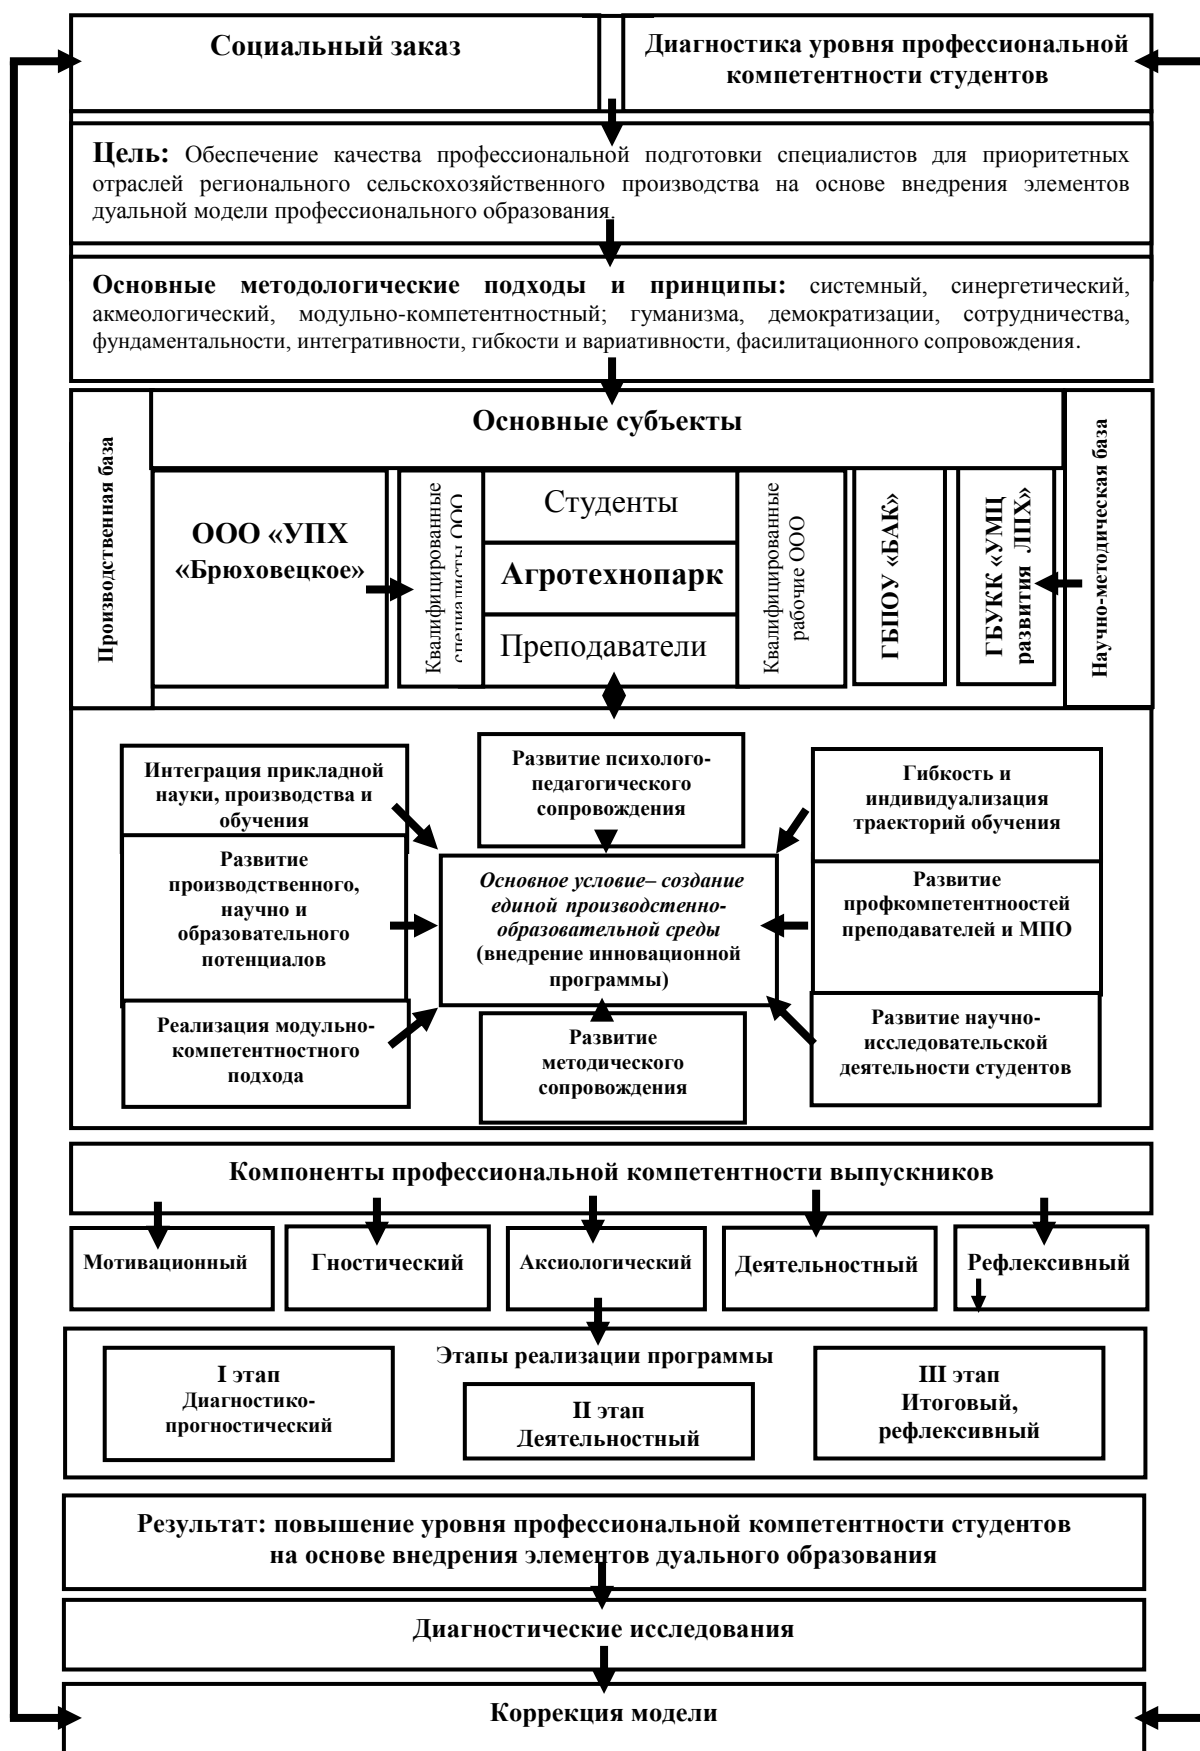 Социальный заказ
Диагностика уровня профессиональной
компетентности студентов
Цель: Обеспечение качества профессиональной подготовки специалистов для приоритетных
отраслей регионального сельскохозяйственного производства на основе внедрения элементов
дуальной модели профессионального образования.
Основные методологические подходы и принципы: системный, синергетический,
акмеологический, модульно-компетентностный; гуманизма, демократизации, сотрудничества,
фундаментальности, интегративности, гибкости и вариативности, фасилитационного сопровождения.
Производственная база
Основные субъекты
Научно-методическая база
ООО «УПХ
«Брюховецкое»
Квалифицированные
специалисты ООО
Студенты
Агротехнопарк
Преподаватели
Квалифицированные
рабочие ООО
ГБПОУ «БАК»
ГБУКК «УМЦ
развития ЛПХ»
Интеграция прикладной
науки, производства и
обучения
Развитие психолого-
педагогического
сопровождения
Гибкость и
индивидуализация
траекторий обучения
Развитие
производственного,
научно и
образовательного
потенциалов
Основное условие– создание
единой производстенно-
образовательной среды
(внедрение инновационной
программы)
Развитие
профкомпетентноостей
преподавателей и МПО
Реализация модульно-
компетентностного
подхода
Развитие
методического
сопровождения
Развитие научно-
исследовательской
деятельности студентов
Компоненты профессиональной компетентности выпускников
Мотивационный
Гностический
Аксиологический
Деятельностный
Рефлексивный
Этапы реализации программы
I этап
Диагностико-
прогностический
II этап
Деятельностный
III этап
Итоговый,
рефлексивный
Результат: повышение уровня профессиональной компетентности студентов
на основе внедрения элементов дуального образования
Диагностические исследования
Коррекция модели